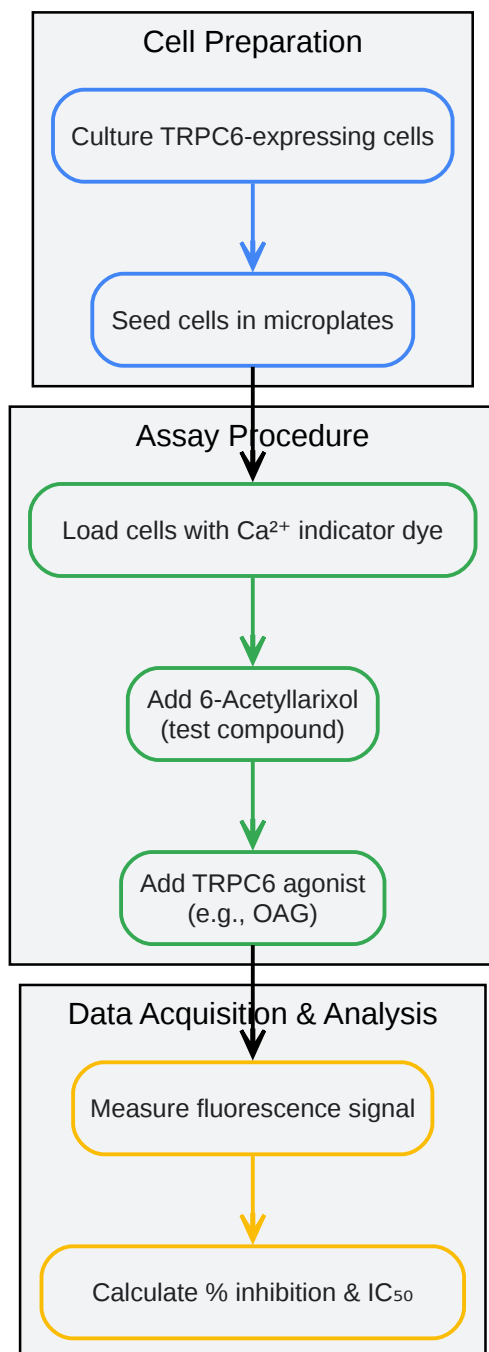 Cell Preparation
Culture TRPC6-expressing cells
Seed cells in microplates
Assay Procedure
Load cells with Ca²⁺ indicator dye
Add 6-Acetyllarixol
(test compound)
Add TRPC6 agonist
(e.g., OAG)
Data Acquisition & Analysis
Measure fluorescence signal
Calculate % inhibition & IC₅₀